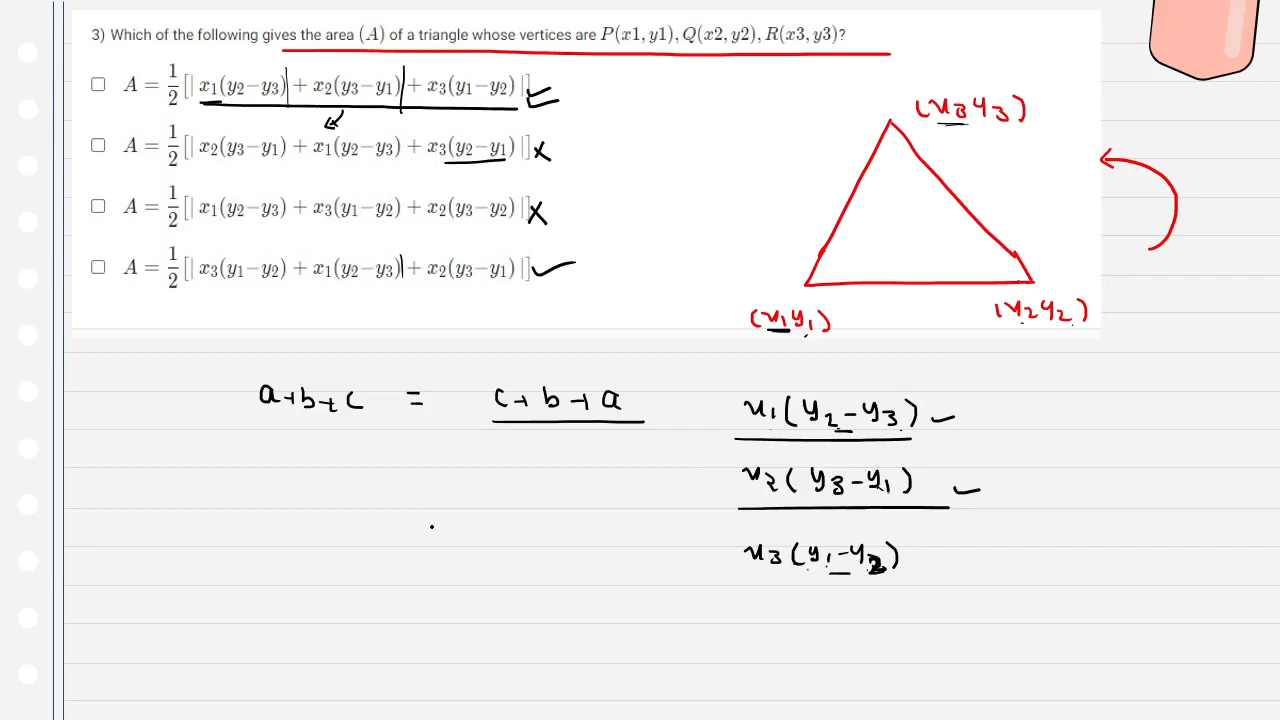 3) Which of the following gives the area (A) of a triangle whose vertices are P(x1, y1), Q(x2, y2), R(x3, y3)?
A = 1/2 [| x1(y2−y3) + x2(y3−y1) + x3(y1−y2) |]
A = 1/2 [| x2(y3−y1) + x1(y2−y3) + x3(y2−y1) |]
A = 1/2 [| x1(y2−y3) + x3(y1−y2) + x2(y3−y2) |]
A = 1/2 [| x3(y1−y2) + x1(y2−y3) + x2(y3−y1) |]
(x3 y3)
(x1 y1)
(x2 y2)
a+b+c = c+b+a
x1(y2−y3)
x2(y3−y1)
x3(y1−y2)